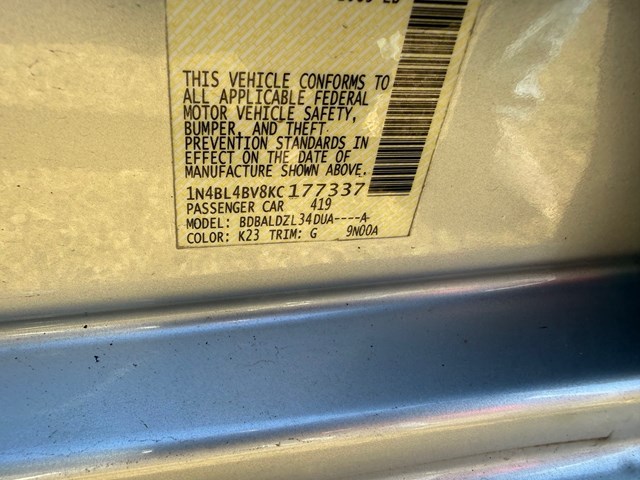 THIS VEHICLE CONFORMS TO
ALL APPLICABLE FEDERAL
MOTOR VEHICLE SAFETY,
BUMPER, AND THEFT
PREVENTION STANDARDS IN
EFFECT ON THE DATE OF
MANUFACTURE SHOWN ABOVE.
1N4BL4BV8KC177337
PASSENGER CAR 419
MODEL: BDBALDZL34DUA----A-
COLOR: K23 TRIM: G 9N00A